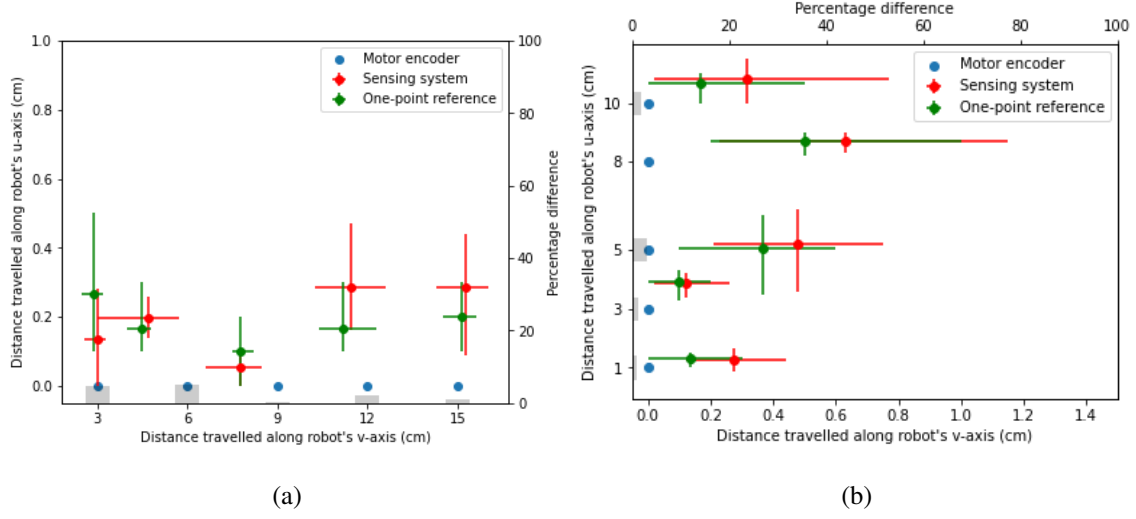 Percentage difference
0 20 40 60 80 100
1.0
0.8
0.6
0.4
0.2
0.0
Distance travelled along robot's u-axis (cm)
Motor encoder
Sensing system
One-point reference
100
80
60
40
20
0
Percentage difference
3 6 9 12 15
Distance travelled along robot's v-axis (cm)
(a)
10
8
5
3
1
Distance travelled along robot's u-axis (cm)
Motor encoder
Sensing system
One-point reference
0.0 0.2 0.4 0.6 0.8 1.0 1.2 1.4
Distance travelled along robot's v-axis (cm)
(b)